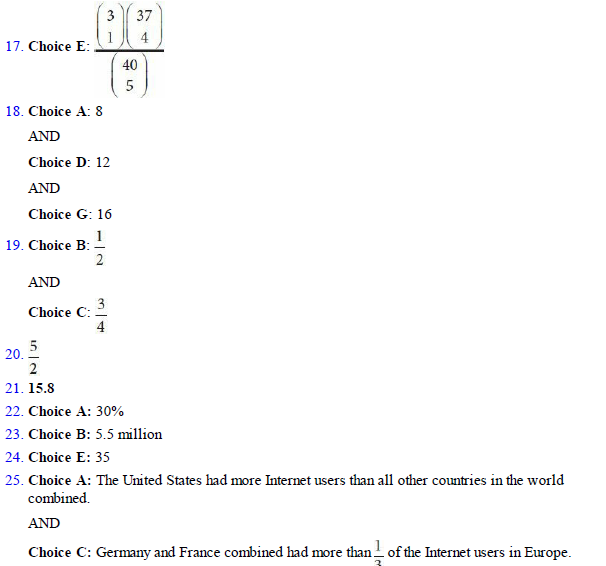 17. Choice E: \frac{\binom{3}{1}\binom{37}{4}}{\binom{40}{5}}
18. Choice A: 8
AND
Choice D: 12
AND
Choice G: 16
19. Choice B: 1/2
AND
Choice C: 3/4
20. 5/2
21. 15.8
22. Choice A: 30%
23. Choice B: 5.5 million
24. Choice E: 35
25. Choice A: The United States had more Internet users than all other countries in the world
combined.
AND
Choice C: Germany and France combined had more than 1/3 of the Internet users in Europe.